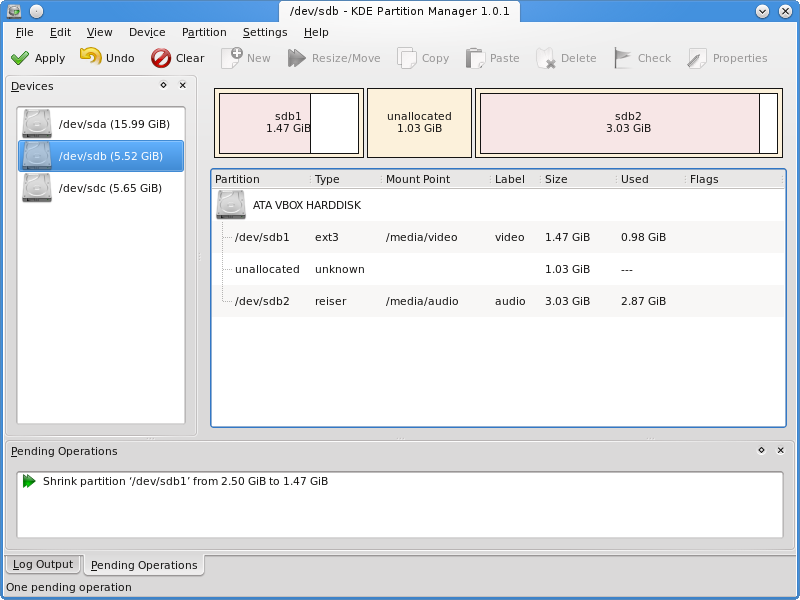 /dev/sdb - KDE Partition Manager 1.0.1
File Edit View Device Partition Settings Help
Apply Undo Clear New Resize/Move Copy Paste Delete Check Properties
Devices
/dev/sda (15.99 GiB)
/dev/sdb (5.52 GiB)
/dev/sdc (5.65 GiB)
sdb1
1.47 GiB
unallocated
1.03 GiB
sdb2
3.03 GiB
Partition Type Mount Point Label Size Used Flags
ATA VBOX HARDDISK
/dev/sdb1 ext3 /media/video video 1.47 GiB 0.98 GiB
unallocated unknown 1.03 GiB ---
/dev/sdb2 reiser /media/audio audio 3.03 GiB 2.87 GiB
Pending Operations
Shrink partition ‘/dev/sdb1’ from 2.50 GiB to 1.47 GiB
Log Output Pending Operations
One pending operation